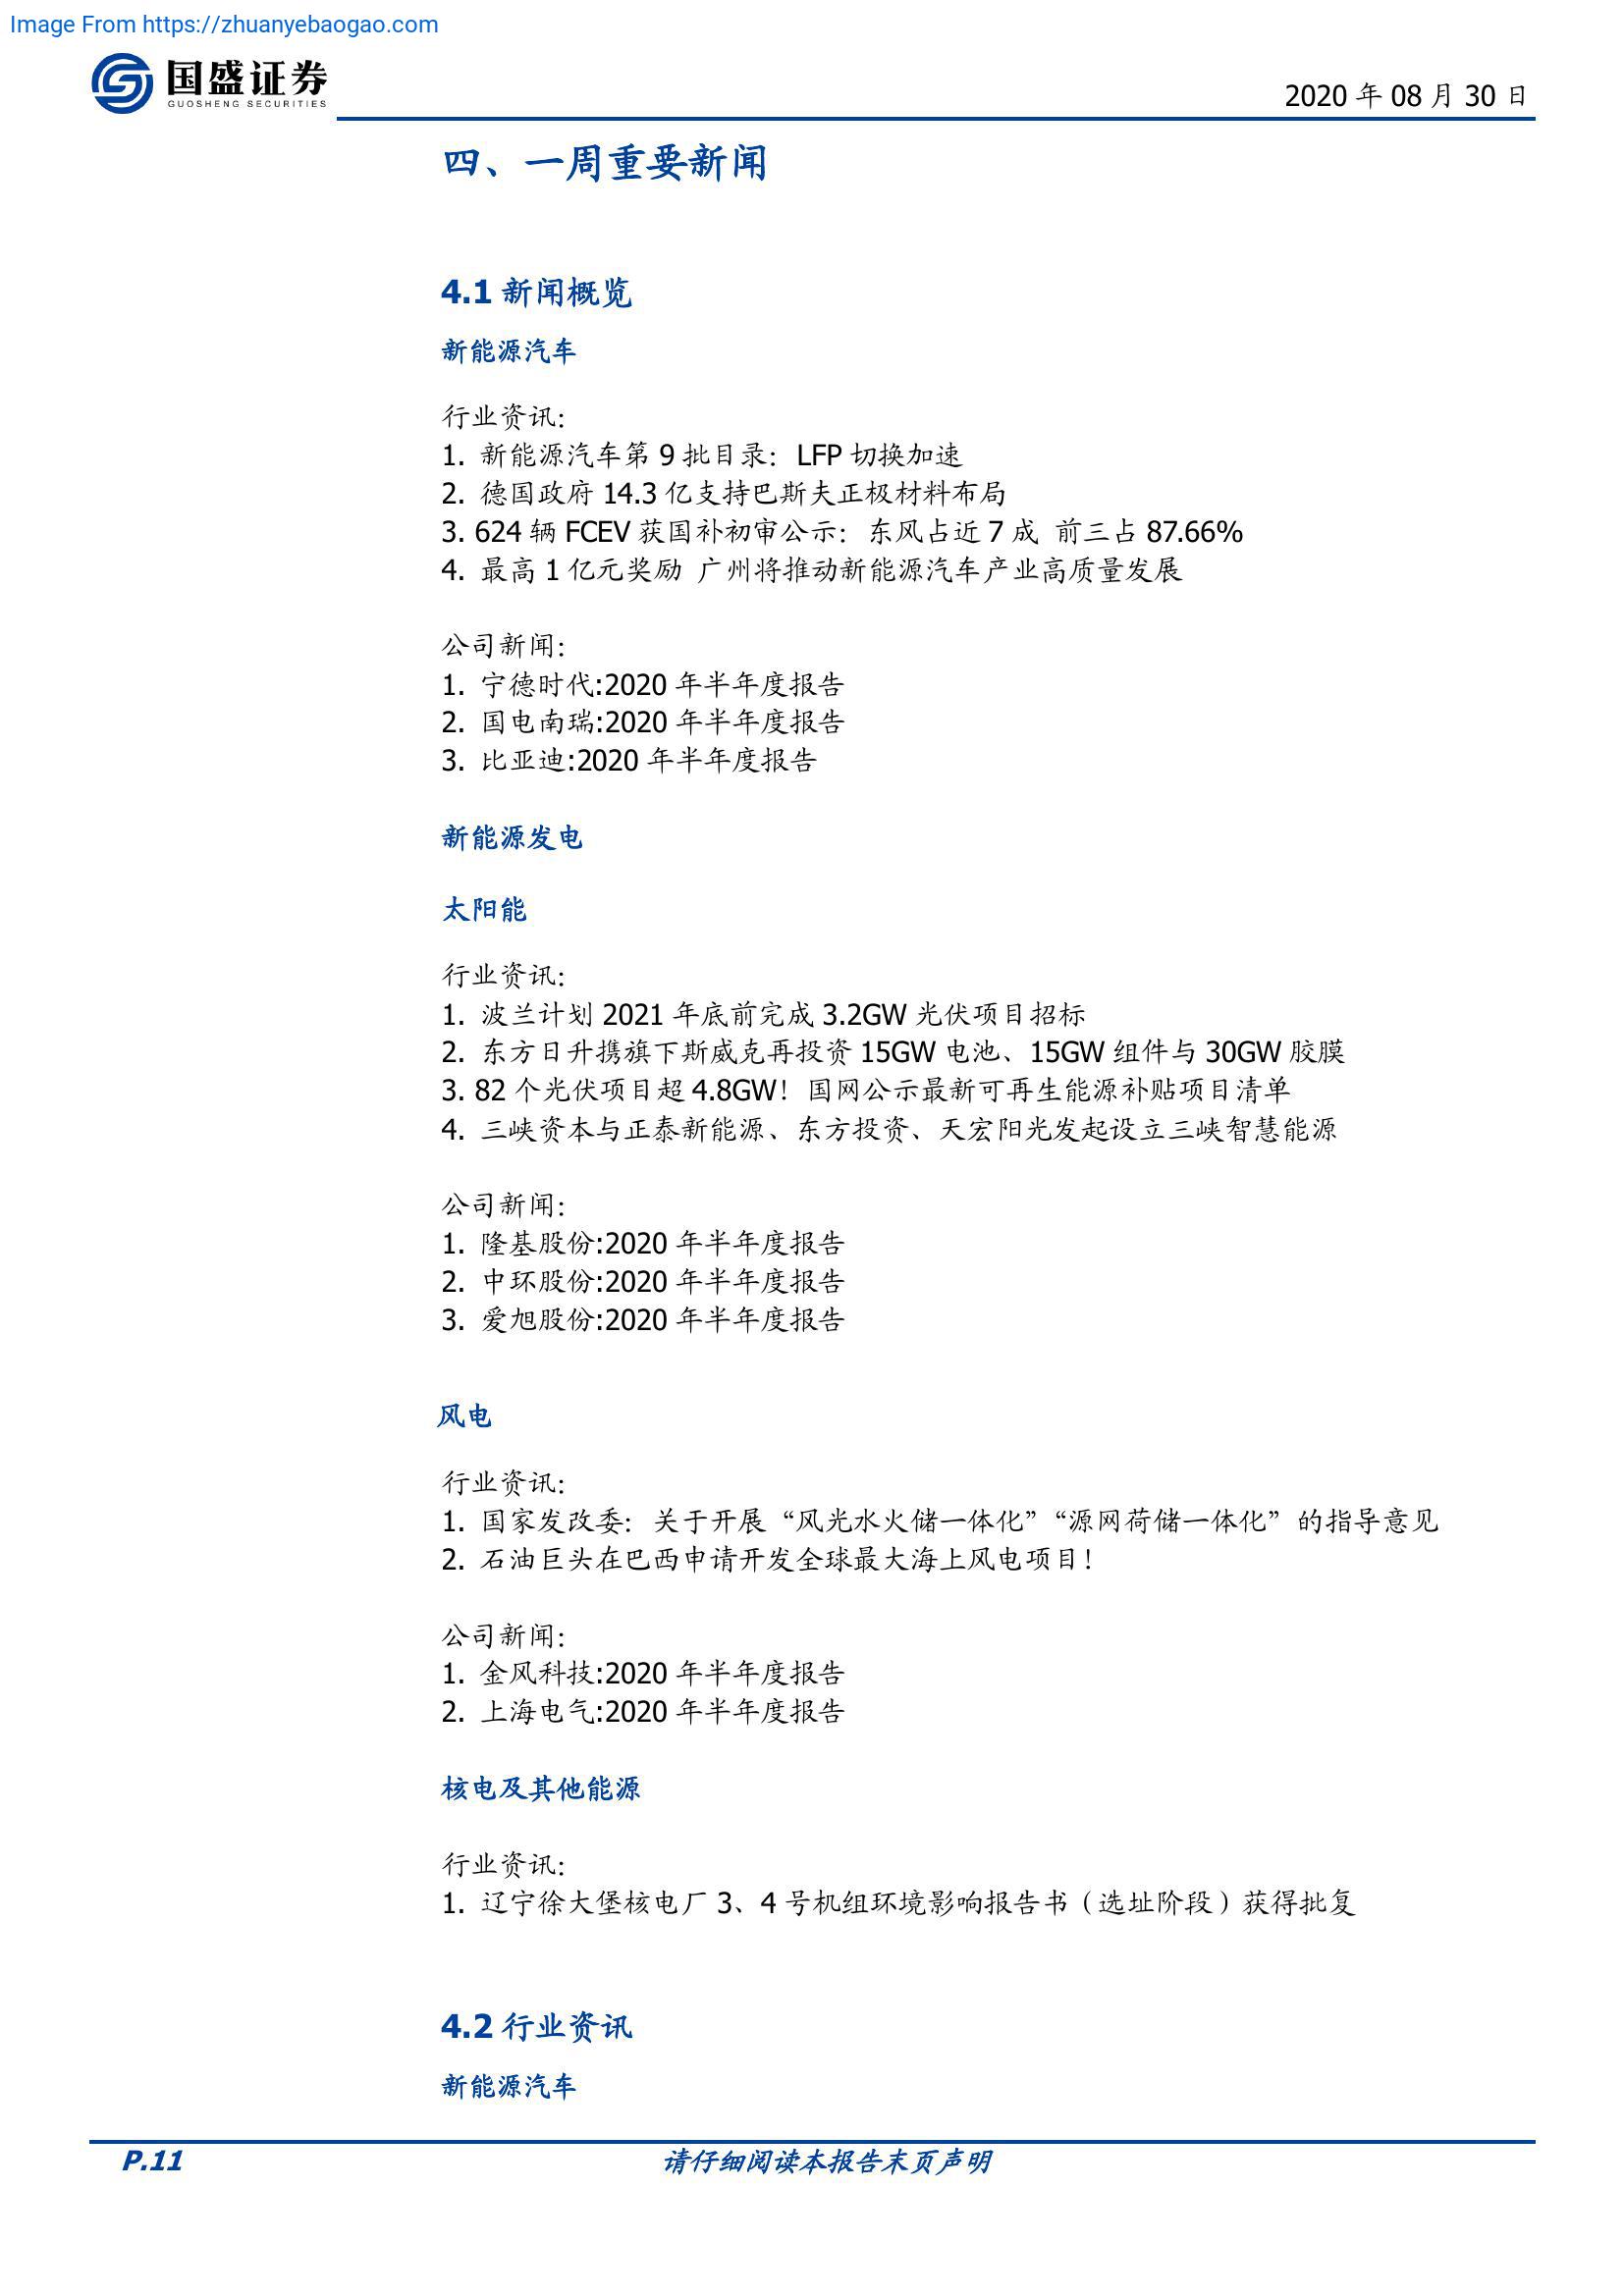 Image From https://zhuanyebaogao.com
国盛证券
GUOSHENG SECURITIES
2020 年 08 月 30 日
四、一周重要新闻
4.1 新闻概览
新能源汽车
行业资讯：
1. 新能源汽车第 9 批目录：LFP 切换加速
2. 德国政府 14.3 亿支持巴斯夫正极材料布局
3. 624 辆 FCEV 获国补初审公示：东风占近 7 成 前三占 87.66%
4. 最高 1 亿元奖励 广州将推动新能源汽车产业高质量发展
公司新闻：
1. 宁德时代:2020 年半年度报告
2. 国电南瑞:2020 年半年度报告
3. 比亚迪:2020 年半年度报告
新能源发电
太阳能
行业资讯：
1. 波兰计划 2021 年底前完成 3.2GW 光伏项目招标
2. 东方日升携旗下斯威克再投资 15GW 电池、15GW 组件与 30GW 胶膜
3. 82 个光伏项目超 4.8GW！国网公示最新可再生能源补贴项目清单
4. 三峡资本与正泰新能源、东方投资、天宏阳光发起设立三峡智慧能源
公司新闻：
1. 隆基股份:2020 年半年度报告
2. 中环股份:2020 年半年度报告
3. 爱旭股份:2020 年半年度报告
风电
行业资讯：
1. 国家发改委：关于开展“风光水火储一体化”“源网荷储一体化”的指导意见
2. 石油巨头在巴西申请开发全球最大海上风电项目！
公司新闻：
1. 金风科技:2020 年半年度报告
2. 上海电气:2020 年半年度报告
核电及其他能源
行业资讯：
1. 辽宁徐大堡核电厂 3、4 号机组环境影响报告书（选址阶段）获得批复
4.2 行业资讯
新能源汽车
P.11
请仔细阅读本报告末页声明